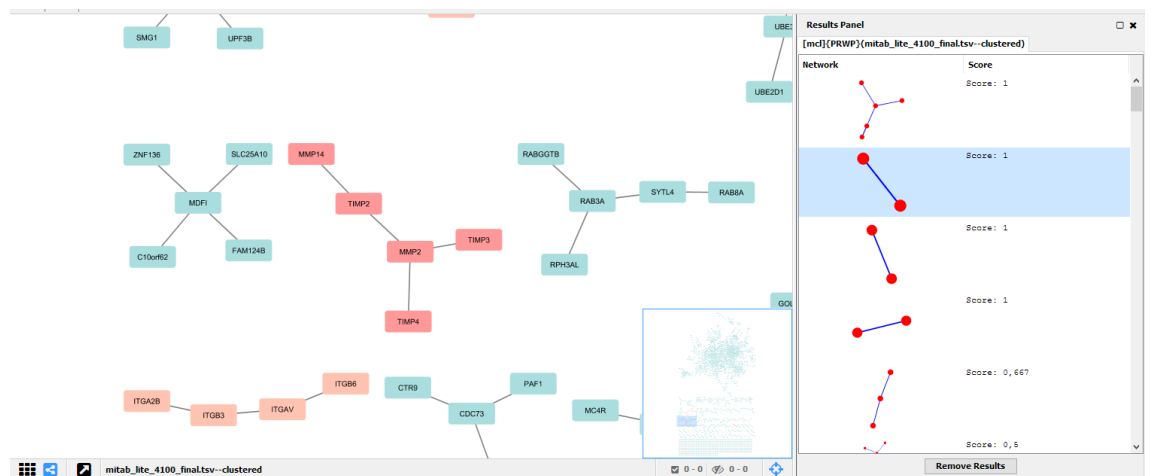 SMG1
UPF3B
UBE2D1
ZNF136
SLC25A10
MDFI
C10orf62
FAM124B
MMP14
TIMP2
MMP2
TIMP3
TIMP4
RABGGTB
RAB3A
SYTL4
RAB8A
RPH3AL
ITGA2B
ITGB3
ITGAV
ITGB6
CTR9
CDC73
PAF1
MC4R
mitab_lite_4100_final.tsv--clustered
0 - 0
0 - 0
Results Panel
[mcl]{PRWP}(mitab_lite_4100_final.tsv--clustered)
Network Score
Score: 1
Score: 1
Score: 1
Score: 1
Score: 0,667
Score: 0,5
Remove Results